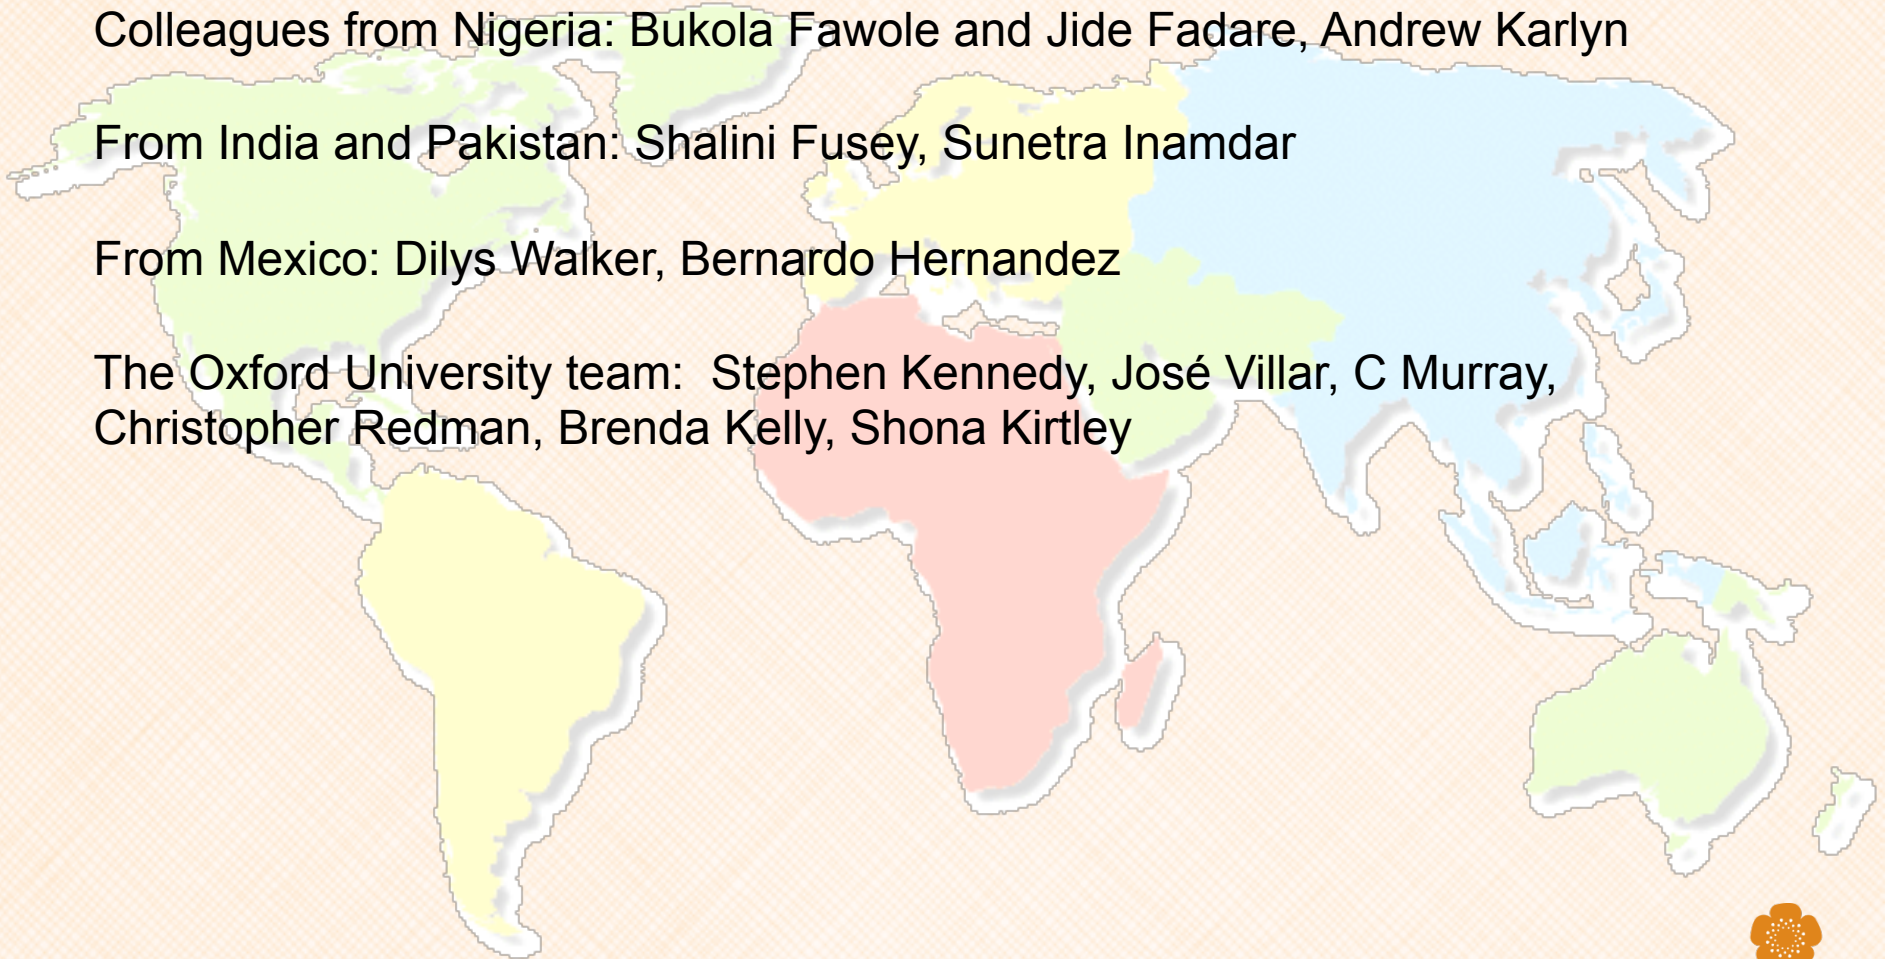 Colleagues from Nigeria: Bukola Fawole and Jide Fadare, Andrew Karlyn
From India and Pakistan: Shalini Fusey, Sunetra Inamdar
From Mexico: Dilys Walker, Bernardo Hernandez
The Oxford University team:  Stephen Kennedy, José Villar, C Murray,
Christopher Redman, Brenda Kelly, Shona Kirtley